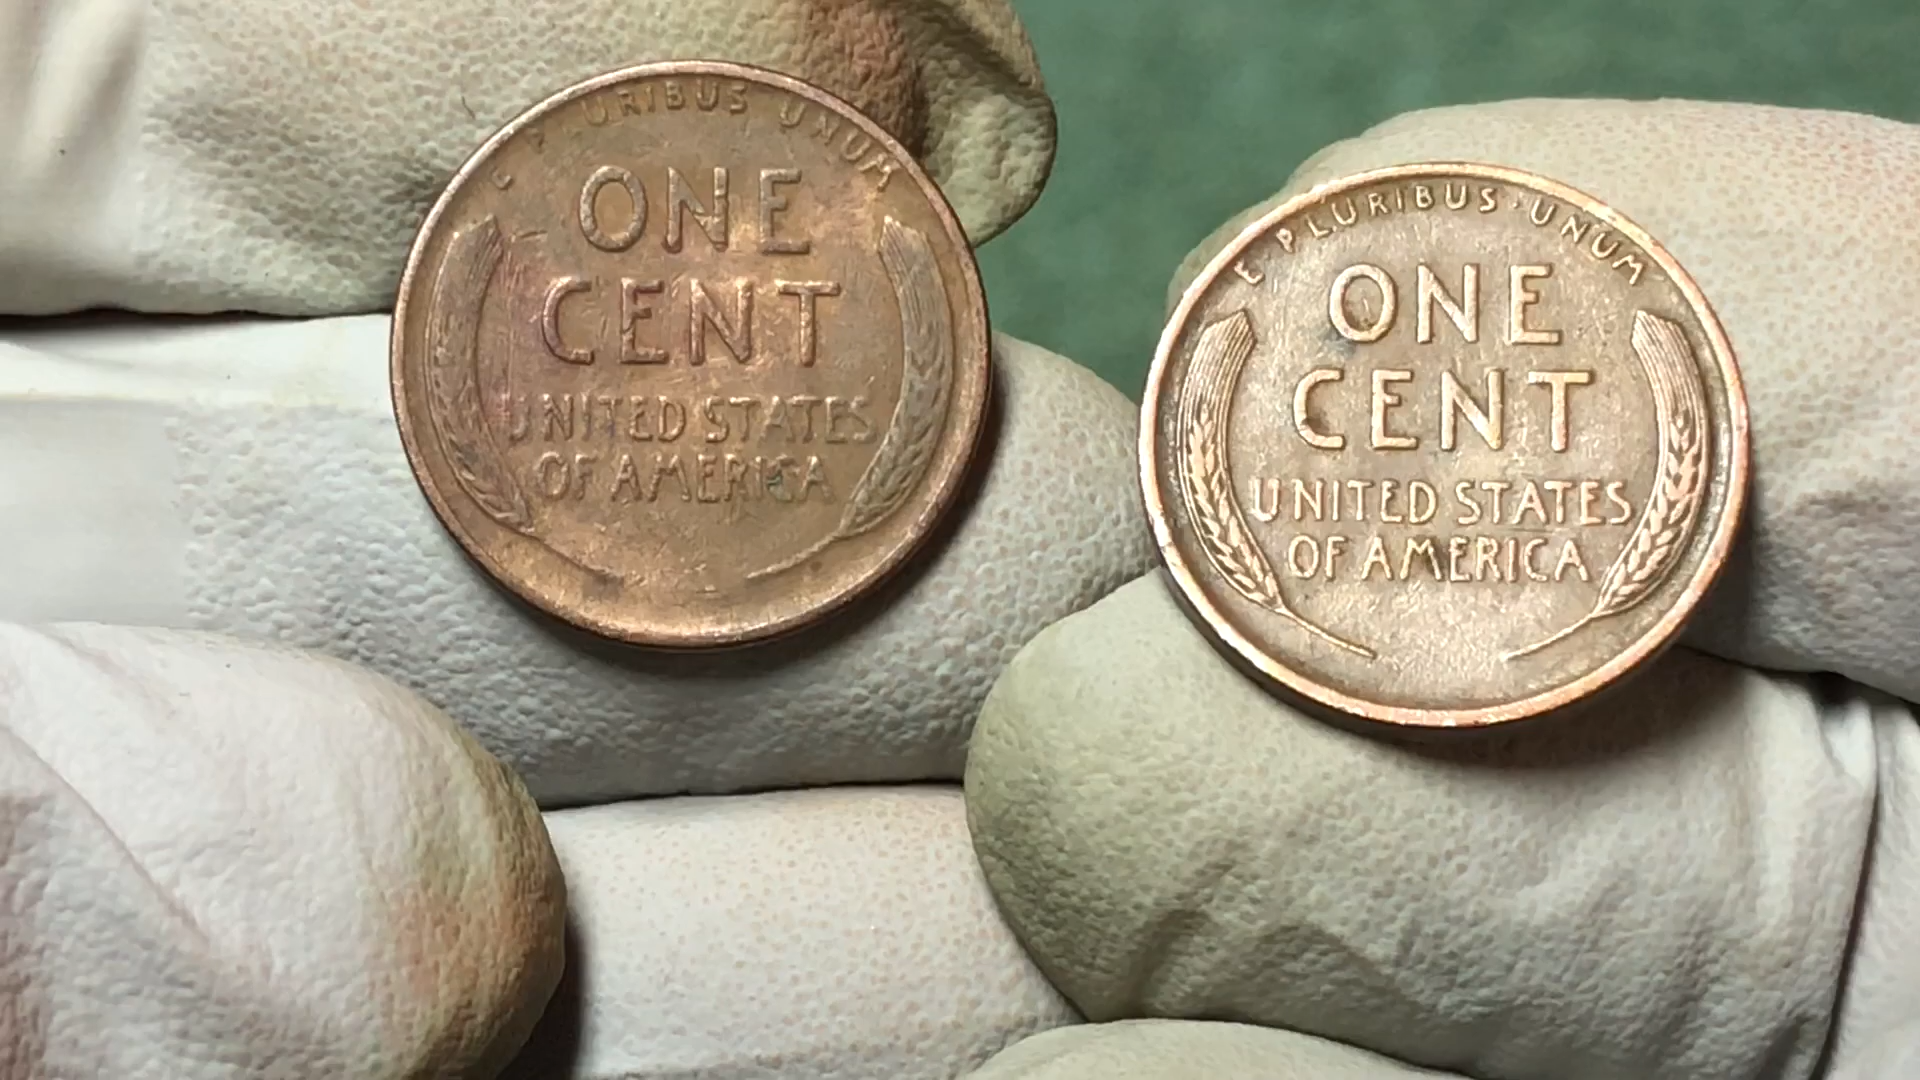 E PLURIBUS UNUM
ONE
CENT
UNITED STATES
OF AMERICA
E PLURIBUS·UNUM
ONE
CENT
UNITED STATES
OF AMERICA